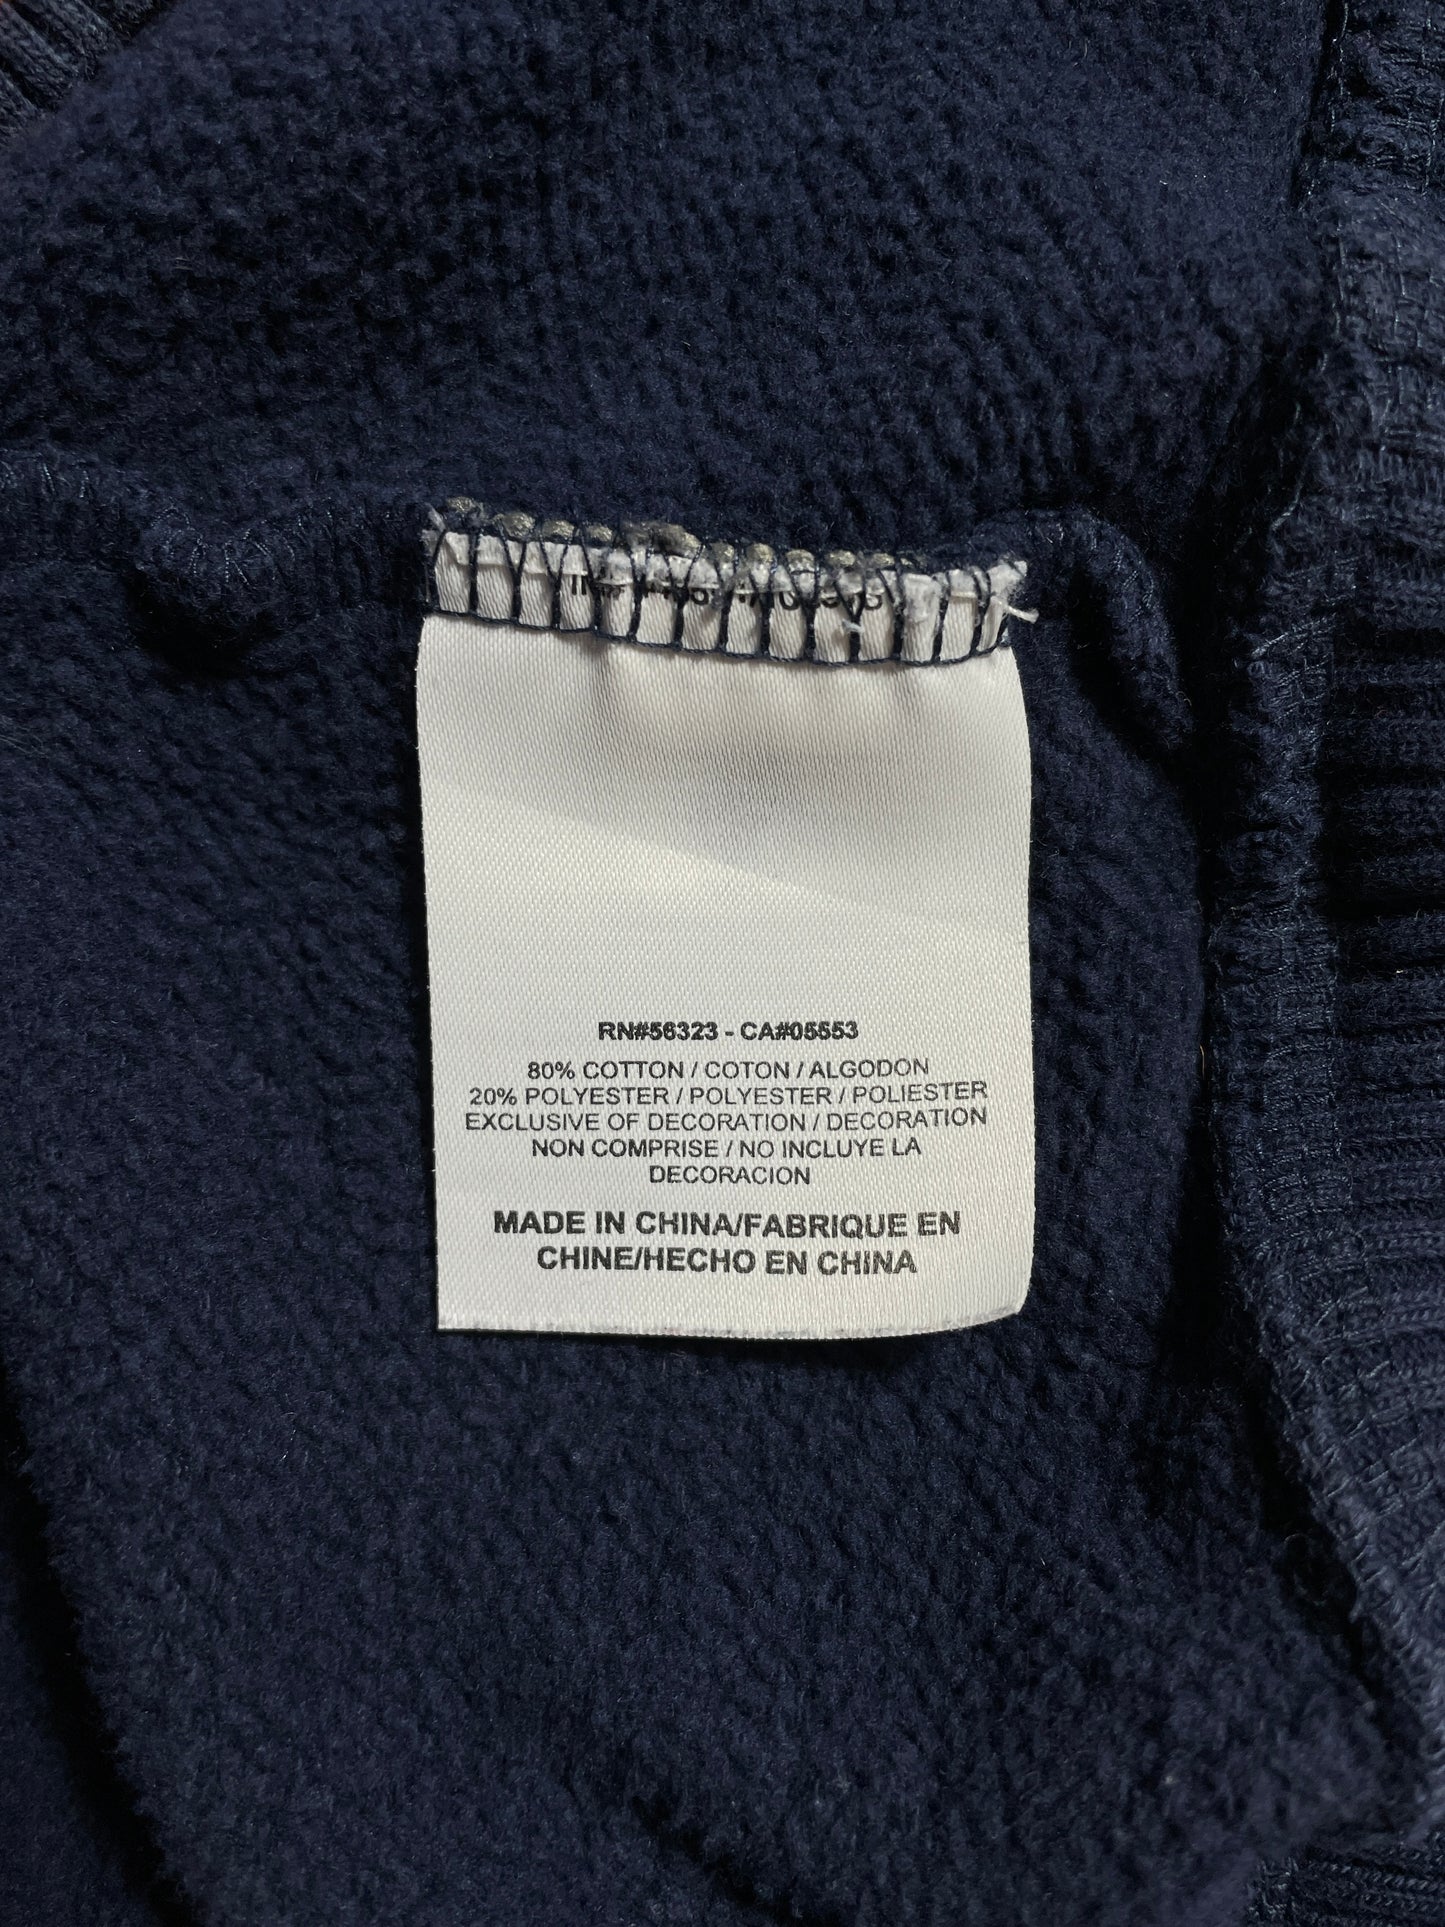 RN#56323 - CA#05553
80% COTTON / COTON / ALGODON
20% POLYESTER / POLYESTER / POLIESTER
EXCLUSIVE OF DECORATION / DECORATION
NON COMPRISE / NO INCLUYE LA
DECORACION
MADE IN CHINA/FABRIQUE EN
CHINE/HECHO EN CHINA